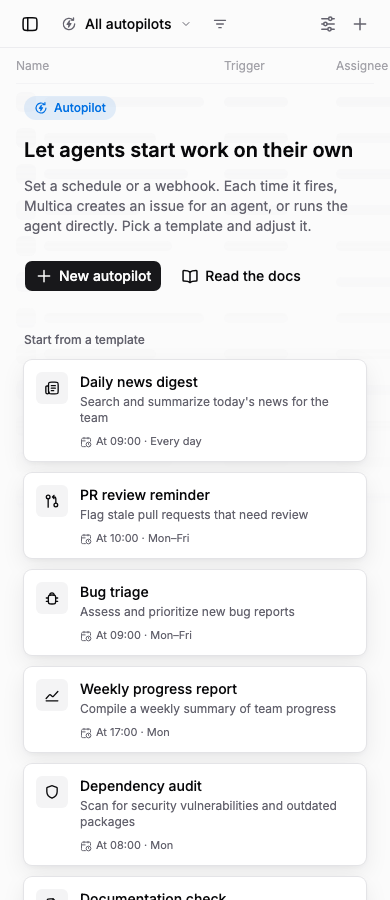 All autopilots
Name Trigger Assignee
Autopilot
Let agents start work on their own
Set a schedule or a webhook. Each time it fires,
Multica creates an issue for an agent, or runs the
agent directly. Pick a template and adjust it.
New autopilot Read the docs
Start from a template
Daily news digest
Search and summarize today's news for the
team
At 09:00 · Every day
PR review reminder
Flag stale pull requests that need review
At 10:00 · Mon–Fri
Bug triage
Assess and prioritize new bug reports
At 09:00 · Mon–Fri
Weekly progress report
Compile a weekly summary of team progress
At 17:00 · Mon
Dependency audit
Scan for security vulnerabilities and outdated
packages
At 08:00 · Mon
Documentation check